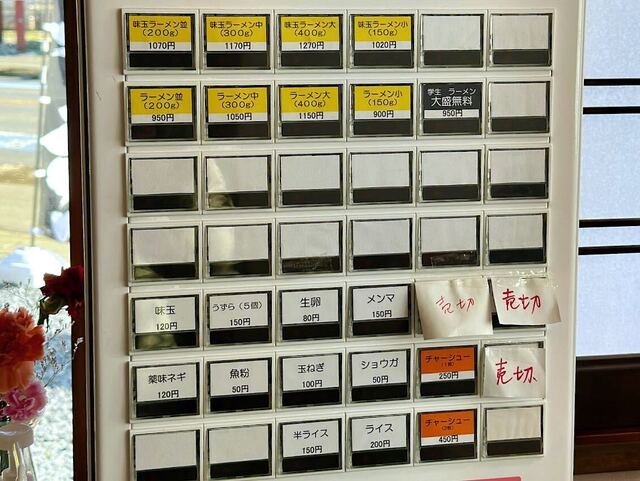 味玉ラーメン並
(200g)
1070円
味玉ラーメン中
(300g)
1170円
味玉ラーメン大
(400g)
1270円
味玉ラーメン小
(150g)
1020円
ラーメン並
(200g)
950円
ラーメン中
(300g)
1050円
ラーメン大
(400g)
1150円
ラーメン小
(150g)
900円
学生 ラーメン
大盛無料
950円
味玉
120円
うずら(5個)
150円
生卵
80円
メンマ
150円
売切
売切
薬味ネギ
120円
魚粉
50円
玉ねぎ
100円
ショウガ
50円
チャーシュー
(1枚)
250円
売切
半ライス
150円
ライス
200円
チャーシュー
450円